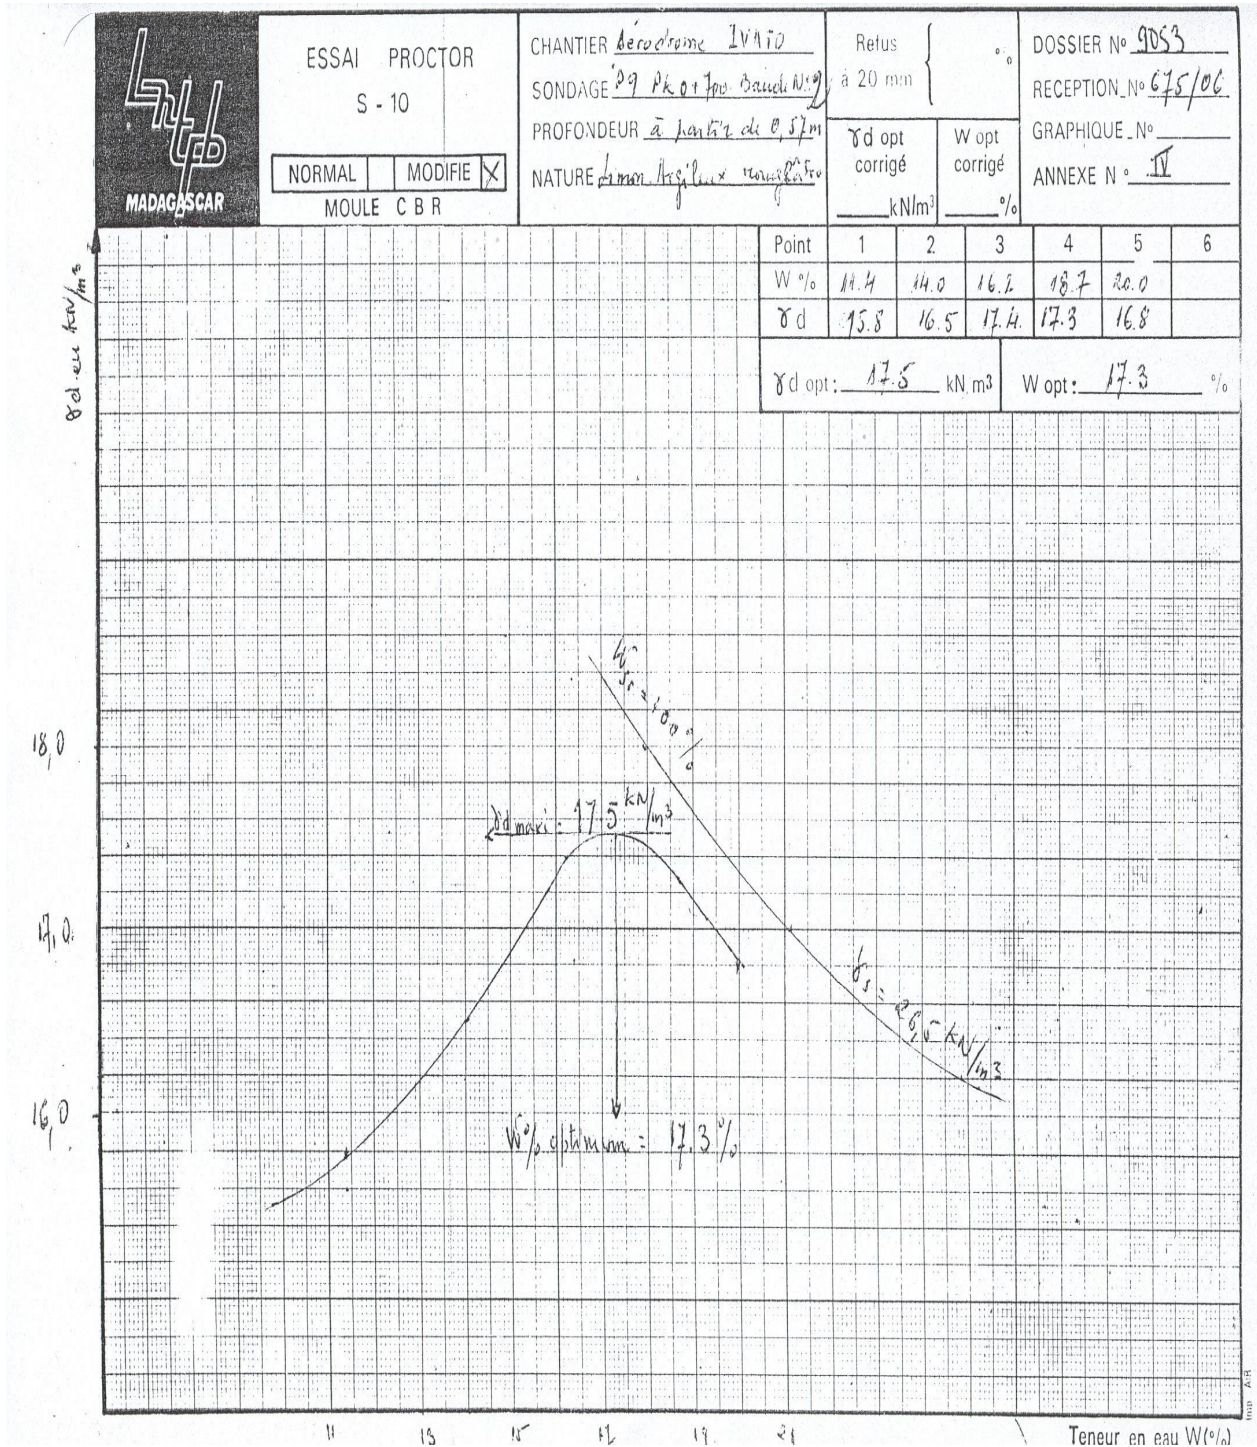 Lntpb
MADAGASCAR
ESSAI PROCTOR
S - 10
NORMAL MODIFIE X
MOULE C B R
CHANTIER Aérodrome IVATO
SONDAGE P9 Pk 0+700 Bande N:2
PROFONDEUR à partir de 0,57m
NATURE Limon Argileux rougeâtre
Refus
à 20 mm
%
γd opt
corrigé
kN/m³
W opt
corrigé
%
DOSSIER N° 9053
RECEPTION_N° 675/06
GRAPHIQUE_N°
ANNEXE N° IV
Point 1 2 3 4 5 6
W % 11.4 14.0 16.2 18.7 20.0
γd 15.8 16.5 17.4 17.3 16.8
γd opt: 17.5 kN m³ W opt: 17.3 %
γd en KN/m³
W
Sr = 100 %
18,0
γd maxi = 17,5 kN/m³
17,0
γs = 26,5 KN/m³
16,0
W% optimum = 17.3%
11 13 15 17 19 21
Teneur en eau W(%)
Imp A.R